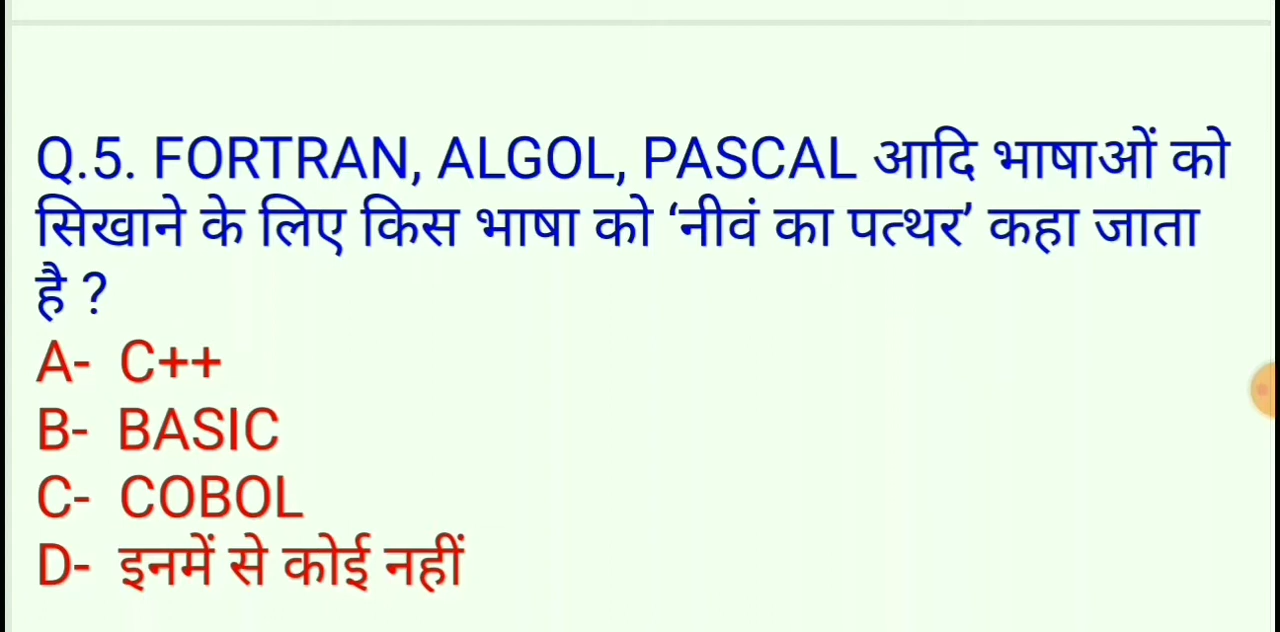 Q.5. FORTRAN, ALGOL, PASCAL आदि भाषाओं को
सिखाने के लिए किस भाषा को ‘नीवं का पत्थर’ कहा जाता
है ?
A- C++
B- BASIC
C- COBOL
D- इनमें से कोई नहीं